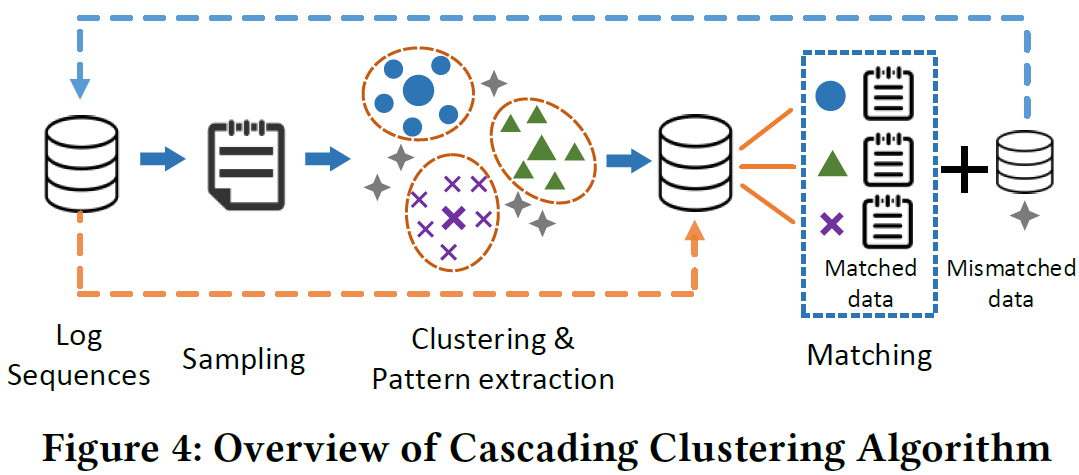 Matched
data
Mismatched
data
Log
Sequences
Sampling
Clustering &
Pattern extraction
Matching
Figure 4: Overview of Cascading Clustering Algorithm